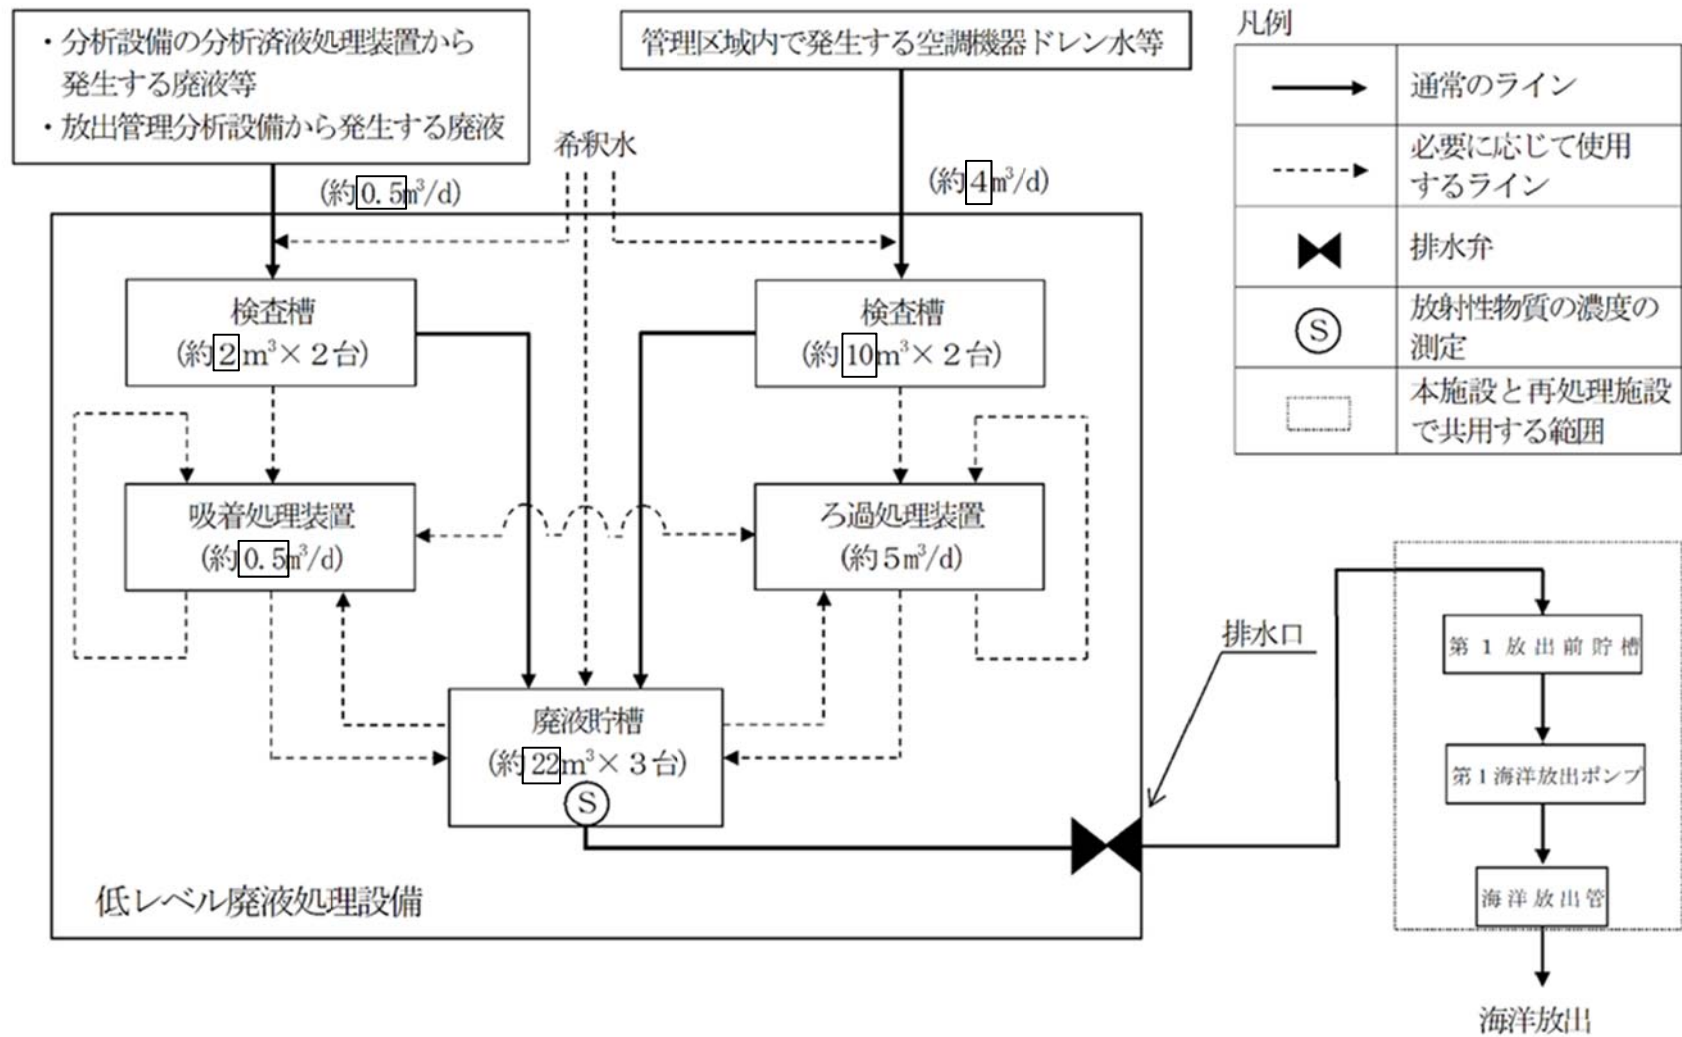 ・分析設備の分析済液処理装置から
発生する廃液等
・放出管理分析設備から発生する廃液
管理区域内で発生する空調機器ドレン水等
希釈水
(約0.5m³/d)
(約4m³/d)
検査槽
(約2m³×2台)
検査槽
(約10m³×2台)
吸着処理装置
(約0.5m³/d)
ろ過処理装置
(約5m³/d)
廃液貯槽
(約22m³×3台)
S
低レベル廃液処理設備
排水口
凡例
通常のライン
必要に応じて使用
するライン
排水弁
S
放射性物質の濃度の
測定
本施設と再処理施設
で共用する範囲
第1放出前貯槽
第1海洋放出ポンプ
海洋放出管
海洋放出